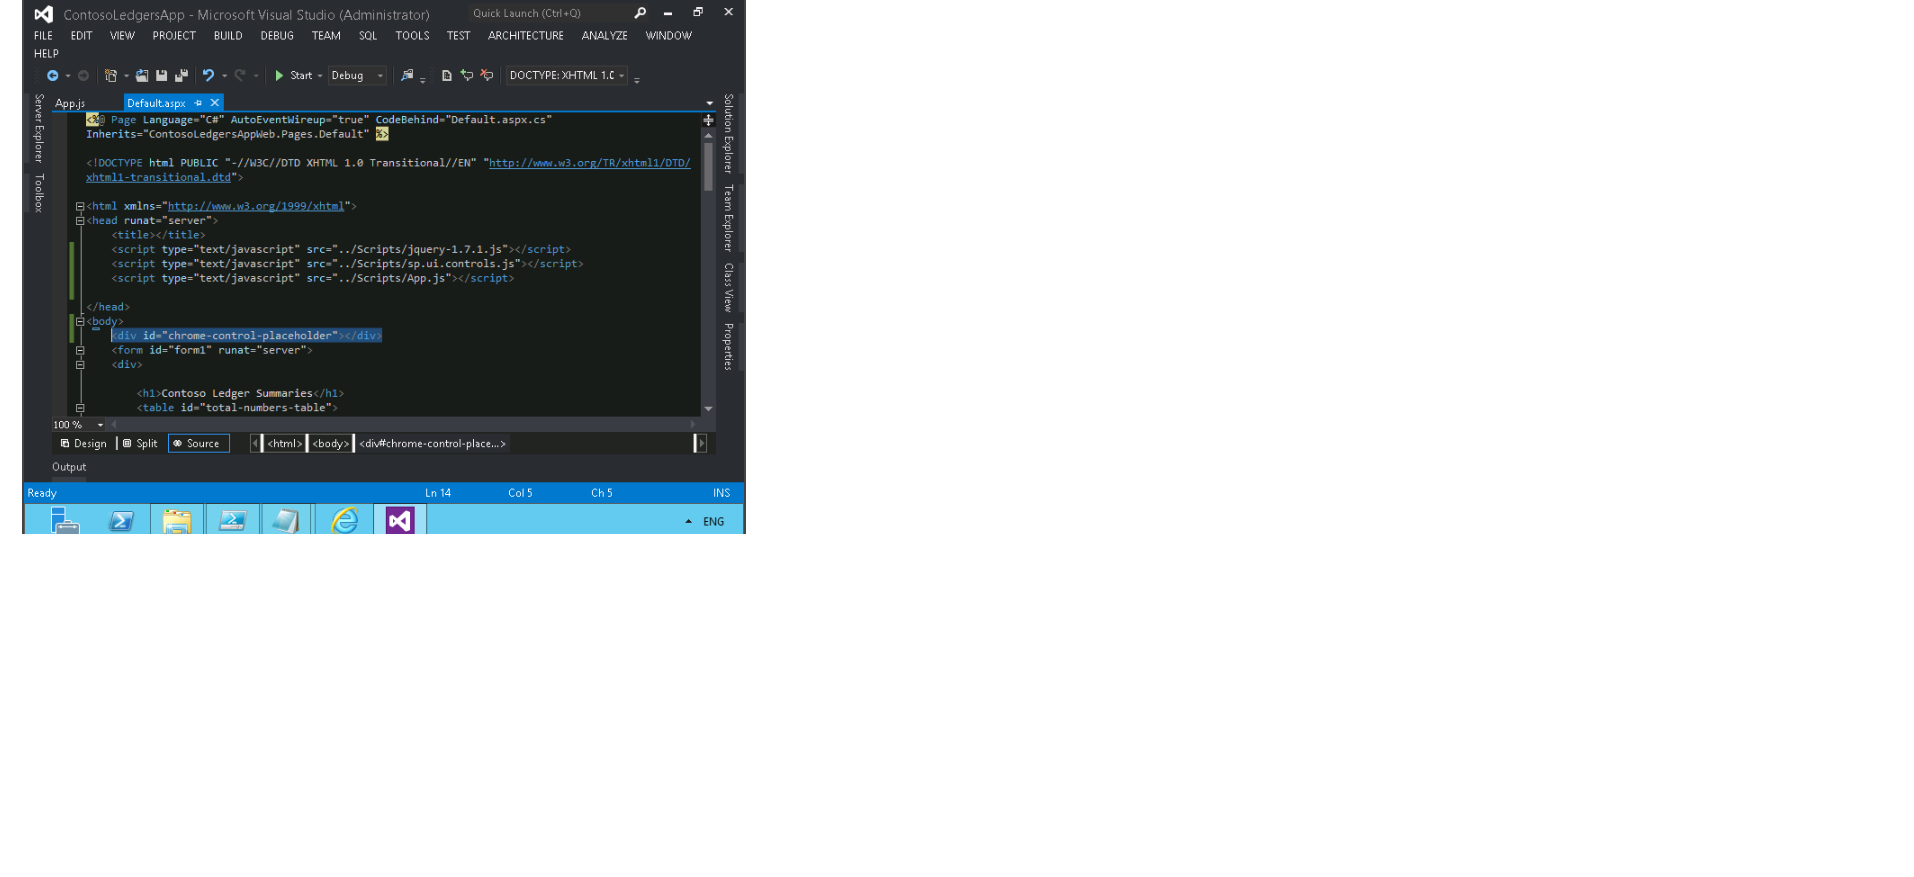 ContosoLedgersApp - Microsoft Visual Studio (Administrator) Quick Launch (Ctrl+Q)
FILE EDIT VIEW PROJECT BUILD DEBUG TEAM SQL TOOLS TEST ARCHITECTURE ANALYZE WINDOW
HELP
Start Debug DOCTYPE: XHTML 1.0
Server Explorer
Toolbox
App.js Default.aspx
<%@ Page Language="C#" AutoEventWireup="true" CodeBehind="Default.aspx.cs"
Inherits="ContosoLedgersAppWeb.Pages.Default" %>
<!DOCTYPE html PUBLIC "-//W3C//DTD XHTML 1.0 Transitional//EN" "http://www.w3.org/TR/xhtml1/DTD/
xhtml1-transitional.dtd">
<html xmlns="http://www.w3.org/1999/xhtml">
<head runat="server">
<title></title>
<script type="text/javascript" src="../Scripts/jquery-1.7.1.js"></script>
<script type="text/javascript" src="../Scripts/sp.ui.controls.js"></script>
<script type="text/javascript" src="../Scripts/App.js"></script>
</head>
<body>
<div id="chrome-control-placeholder"></div>
<form id="form1" runat="server">
<div>
<h1>Contoso Ledger Summaries</h1>
<table id="total-numbers-table">
Solution Explorer
Team Explorer
Class View
Properties
100 %
Design Split Source <html> <body> <div#chrome-control-place...>
Output
Ready Ln 14 Col 5 Ch 5 INS
ENG